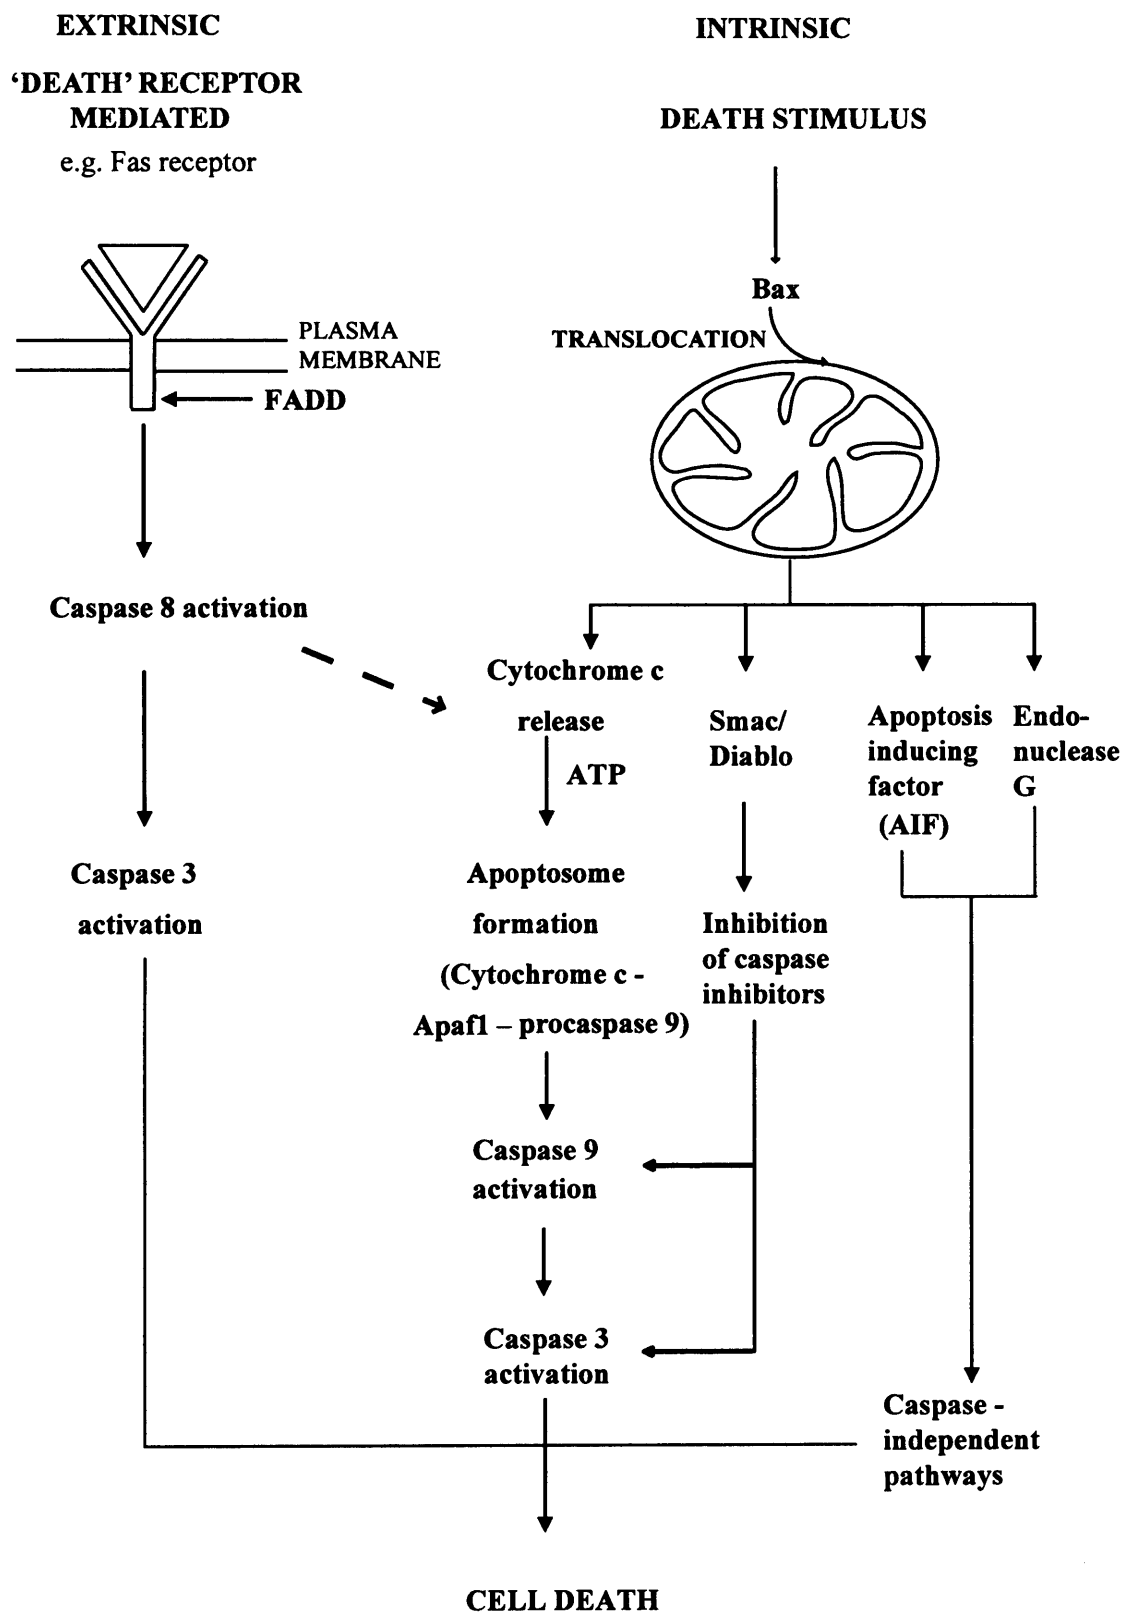 EXTRINSIC
'DEATH' RECEPTOR
MEDIATED
e.g. Fas receptor
PLASMA
MEMBRANE
FADD
Caspase 8 activation
Caspase 3
activation
INTRINSIC
DEATH STIMULUS
Bax
TRANSLOCATION
Cytochrome c
release
ATP
Apoptosome
formation
(Cytochrome c -
Apaf1 – procaspase 9)
Caspase 9
activation
Caspase 3
activation
Smac/
Diablo
Inhibition
of caspase
inhibitors
Apoptosis
inducing
factor
(AIF)
Endo-
nuclease
G
Caspase -
independent
pathways
CELL DEATH